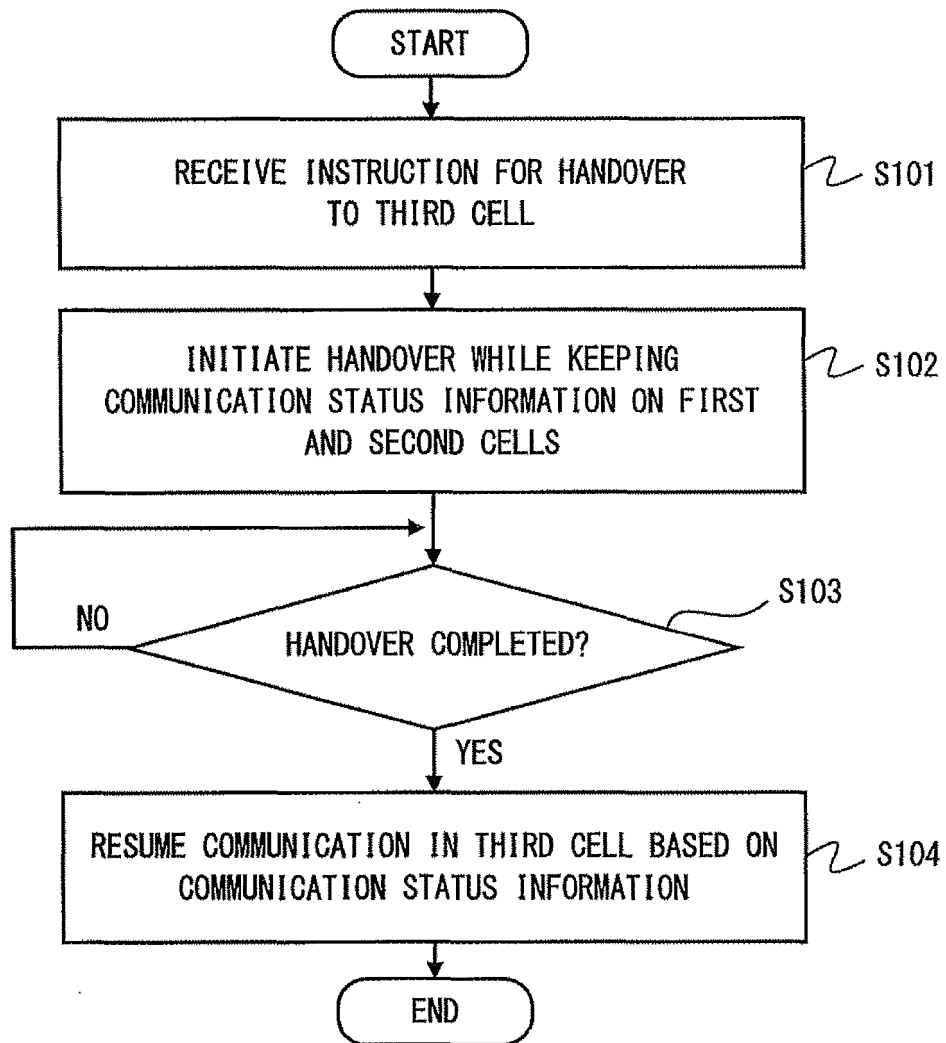 START
RECEIVE INSTRUCTION FOR HANDOVER
TO THIRD CELL
S101
INITIATE HANDOVER WHILE KEEPING
COMMUNICATION STATUS INFORMATION ON FIRST
AND SECOND CELLS
S102
HANDOVER COMPLETED?
S103
NO
YES
RESUME COMMUNICATION IN THIRD CELL BASED ON
COMMUNICATION STATUS INFORMATION
S104
END